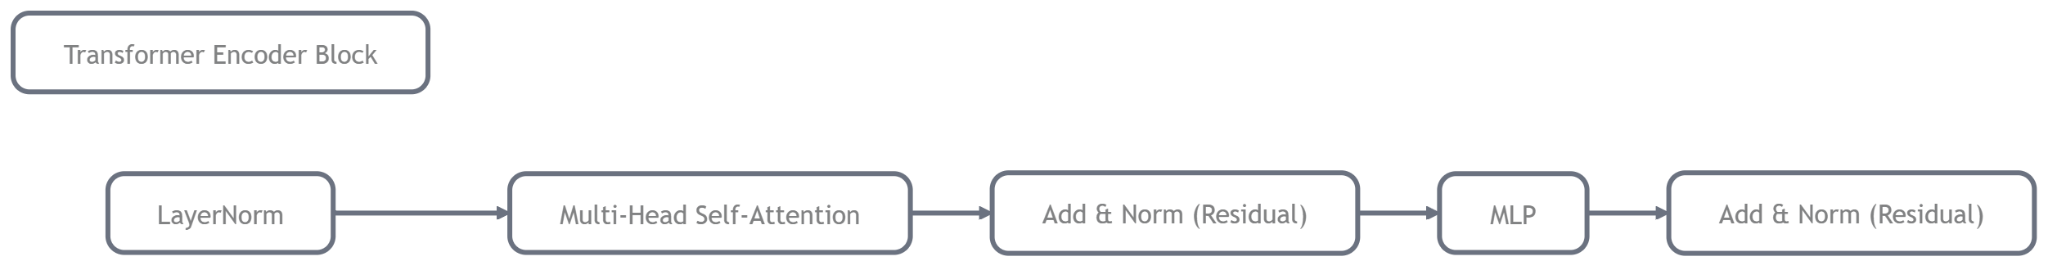 Transformer Encoder Block
LayerNorm
Multi-Head Self-Attention
Add & Norm (Residual)
MLP
Add & Norm (Residual)